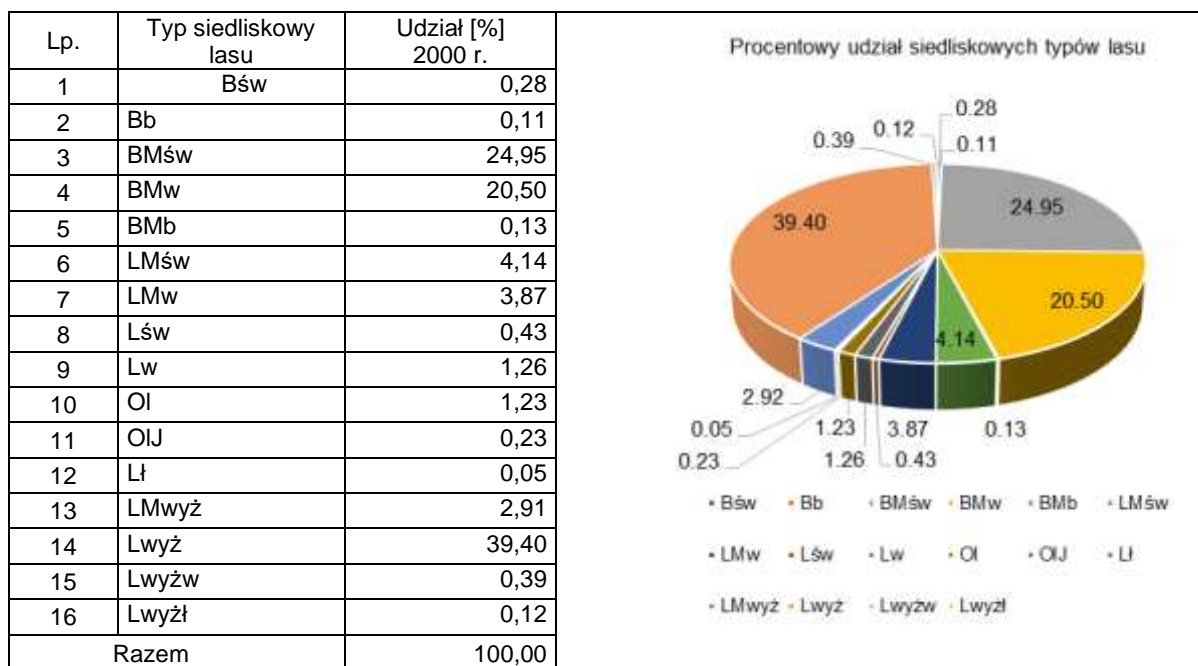 Lp. Typ siedliskowy lasu Udział [%] 2000 r.
1 Bśw 0,28
2 Bb 0,11
3 BMśw 24,95
4 BMw 20,50
5 BMb 0,13
6 LMśw 4,14
7 LMw 3,87
8 Lśw 0,43
9 Lw 1,26
10 Ol 1,23
11 OlJ 0,23
12 Lł 0,05
13 LMwyż 2,91
14 Lwyż 39,40
15 Lwyżw 0,39
16 Lwyżł 0,12
Razem 100,00
Procentowy udział siedliskowych typów lasu
0.28
0.39 0.12 0.11
24.95
39.40
20.50
4.14
2.92
0.05 1.23 3.87 0.13
0.23 1.26 0.43
Bśw Bb BMśw BMw BMb LMśw
LMw Lśw Lw Ol OlJ Lł
LMwyż Lwyż Lwyżw Lwyżł